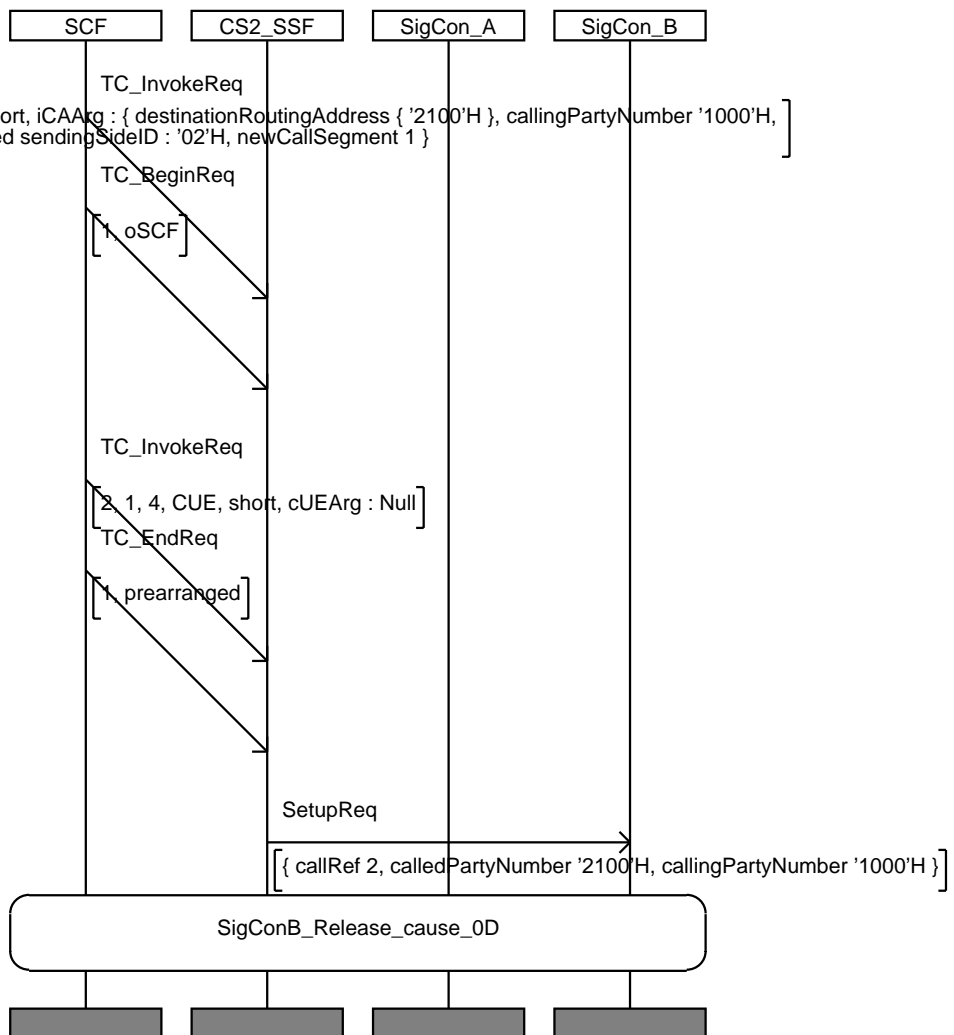 SCF CS2_SSF SigCon_A SigCon_B
TC_InvokeReq
ort, iCAArg : { destinationRoutingAddress { '2100'H }, callingPartyNumber '1000'H,
ed sendingSideID : '02'H, newCallSegment 1 }
TC_BeginReq
1, oSCF
TC_InvokeReq
2, 1, 4, CUE, short, cUEArg : Null
TC_EndReq
1, prearranged
SetupReq
{ callRef 2, calledPartyNumber '2100'H, callingPartyNumber '1000'H }
SigConB_Release_cause_0D